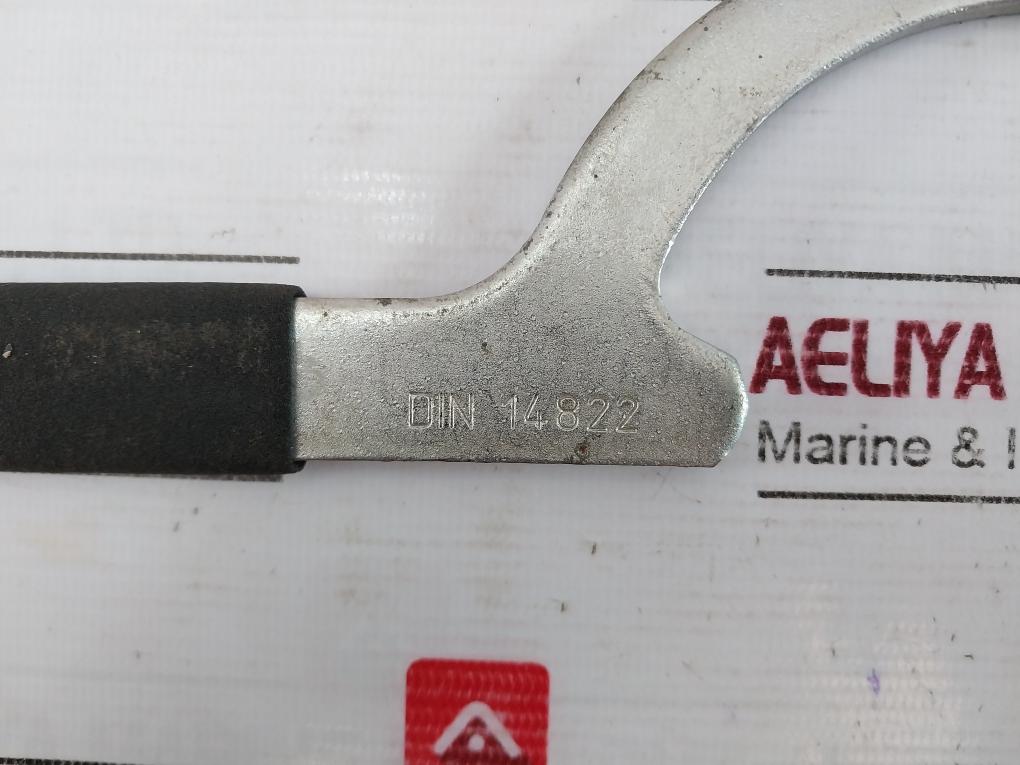 DIN 14822
AELIYA
Marine &